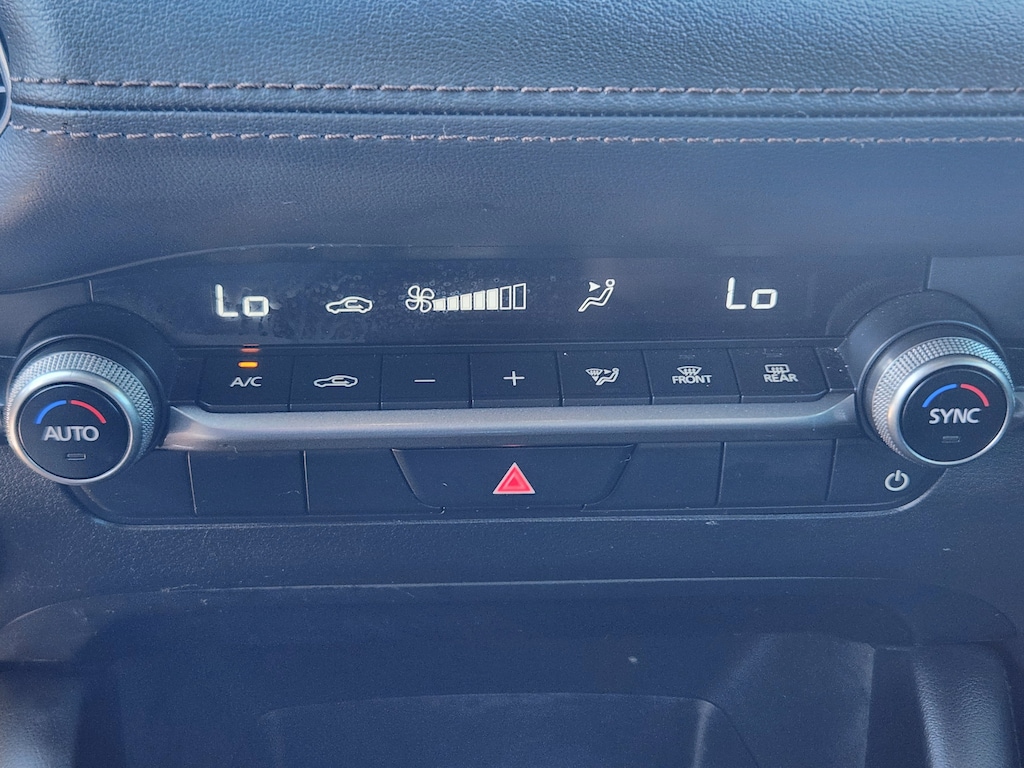 Lo Lo
A/C - + FRONT REAR
AUTO SYNC